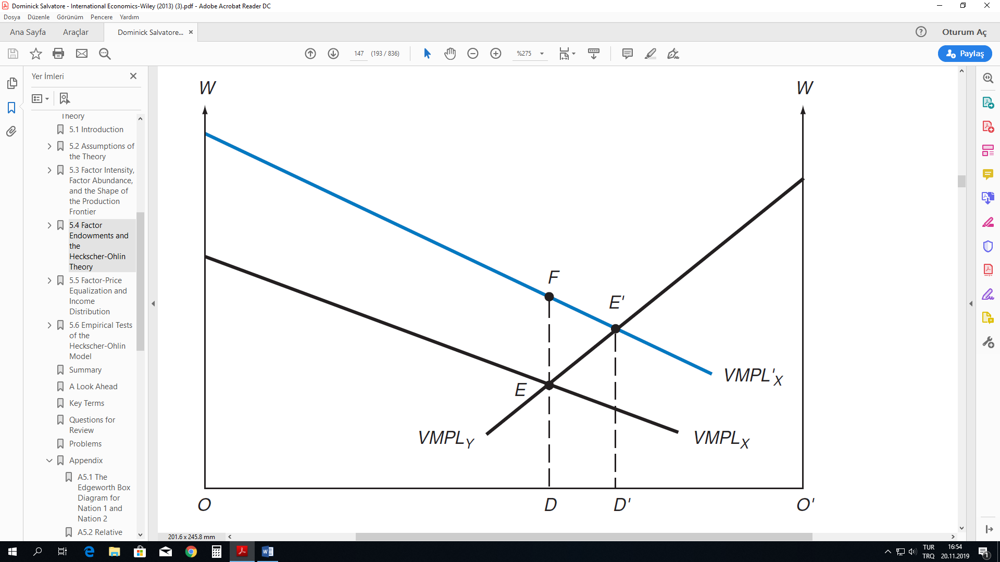 Dominick Salvatore - International Economics-Wiley (2013) (3).pdf - Adobe Acrobat Reader DC
Dosya Düzenle Görünüm Pencere Yardım
Ana Sayfa Araçlar Dominick Salvatore... Oturum Aç
147 (193 / 836) %275 Paylaş
Yer İmleri
Theory
5.1 Introduction
5.2 Assumptions of
the Theory
5.3 Factor Intensity,
Factor Abundance,
and the Shape of
the Production
Frontier
5.4 Factor
Endowments and
the
Heckscher-Ohlin
Theory
5.5 Factor-Price
Equalization and
Income
Distribution
5.6 Empirical Tests
of the
Heckscher-Ohlin
Model
Summary
A Look Ahead
Key Terms
Questions for
Review
Problems
Appendix
A5.1 The
Edgeworth Box
Diagram for
Nation 1 and
Nation 2
A5.2 Relative
W W
F
E'
E
VMPL'X
VMPLY VMPLX
O D D' O'
201.6 x 245.8 mm
TUR 16:54
TRQ 20.11.2019
1